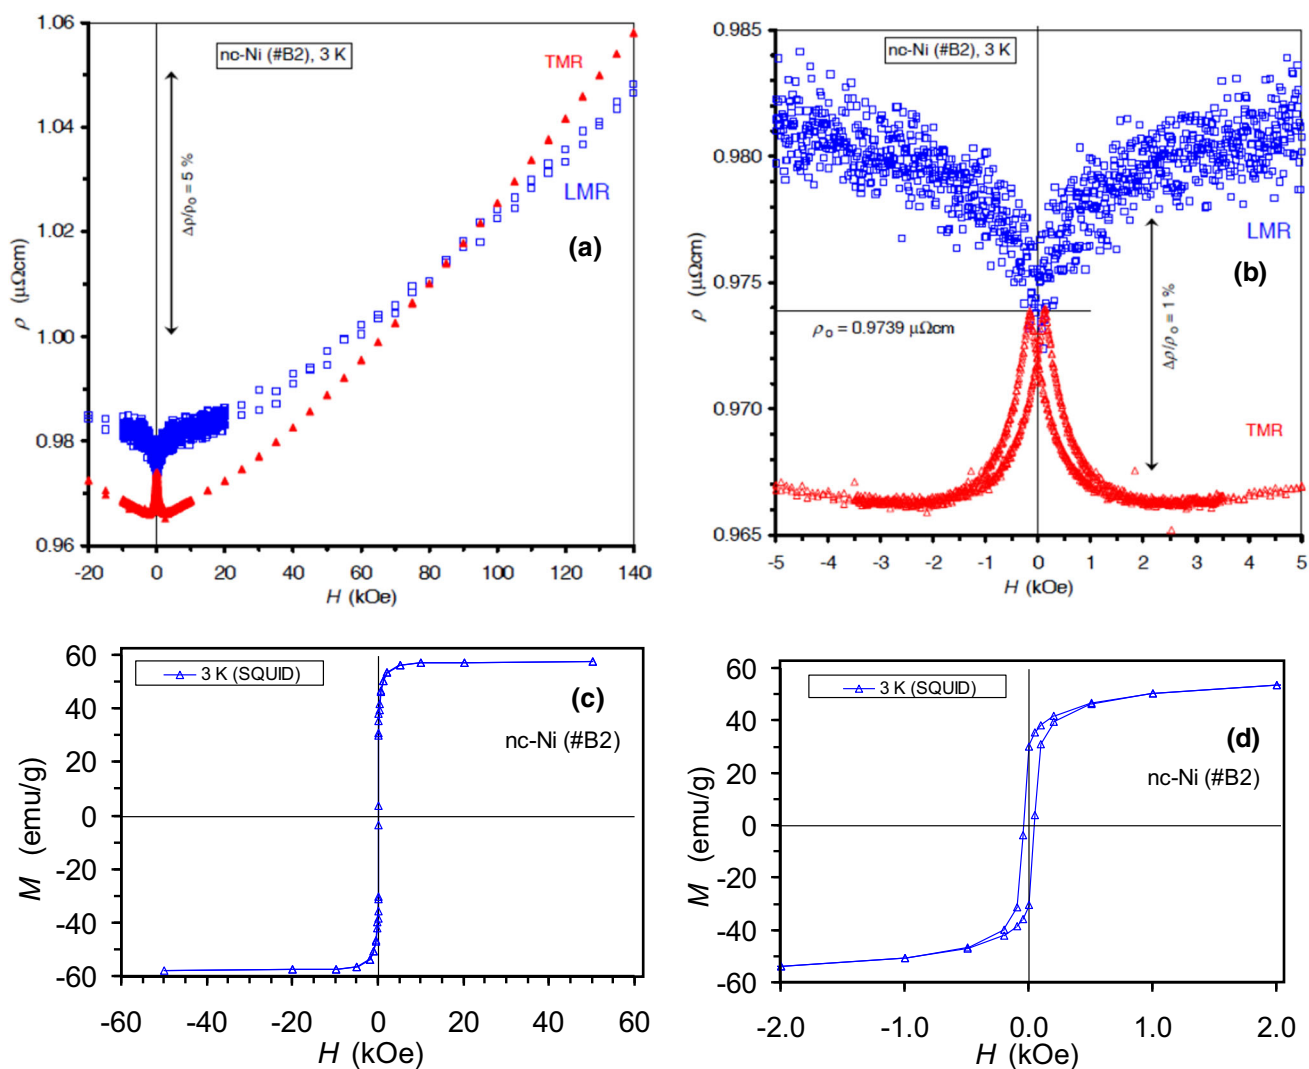 1.06
1.04
1.02
1.00
0.98
0.96
ρ (μΩcm)
nc-Ni (#B2), 3 K
TMR
LMR
Δρ/ρo = 5 %
(a)
-20 0 20 40 60 80 100 120 140
H (kOe)
0.985
0.980
0.975
0.970
0.965
ρ (μΩcm)
nc-Ni (#B2), 3 K
LMR
(b)
ρo = 0.9739 μΩcm
Δρ/ρo = 1 %
TMR
-5 -4 -3 -2 -1 0 1 2 3 4 5
H (kOe)
60
40
20
0
-20
-40
-60
M (emu/g)
3 K (SQUID)
(c)
nc-Ni (#B2)
-60 -40 -20 0 20 40 60
H (kOe)
60
40
20
0
-20
-40
-60
M (emu/g)
3 K (SQUID)
(d)
nc-Ni (#B2)
-2.0 -1.0 0.0 1.0 2.0
H (kOe)